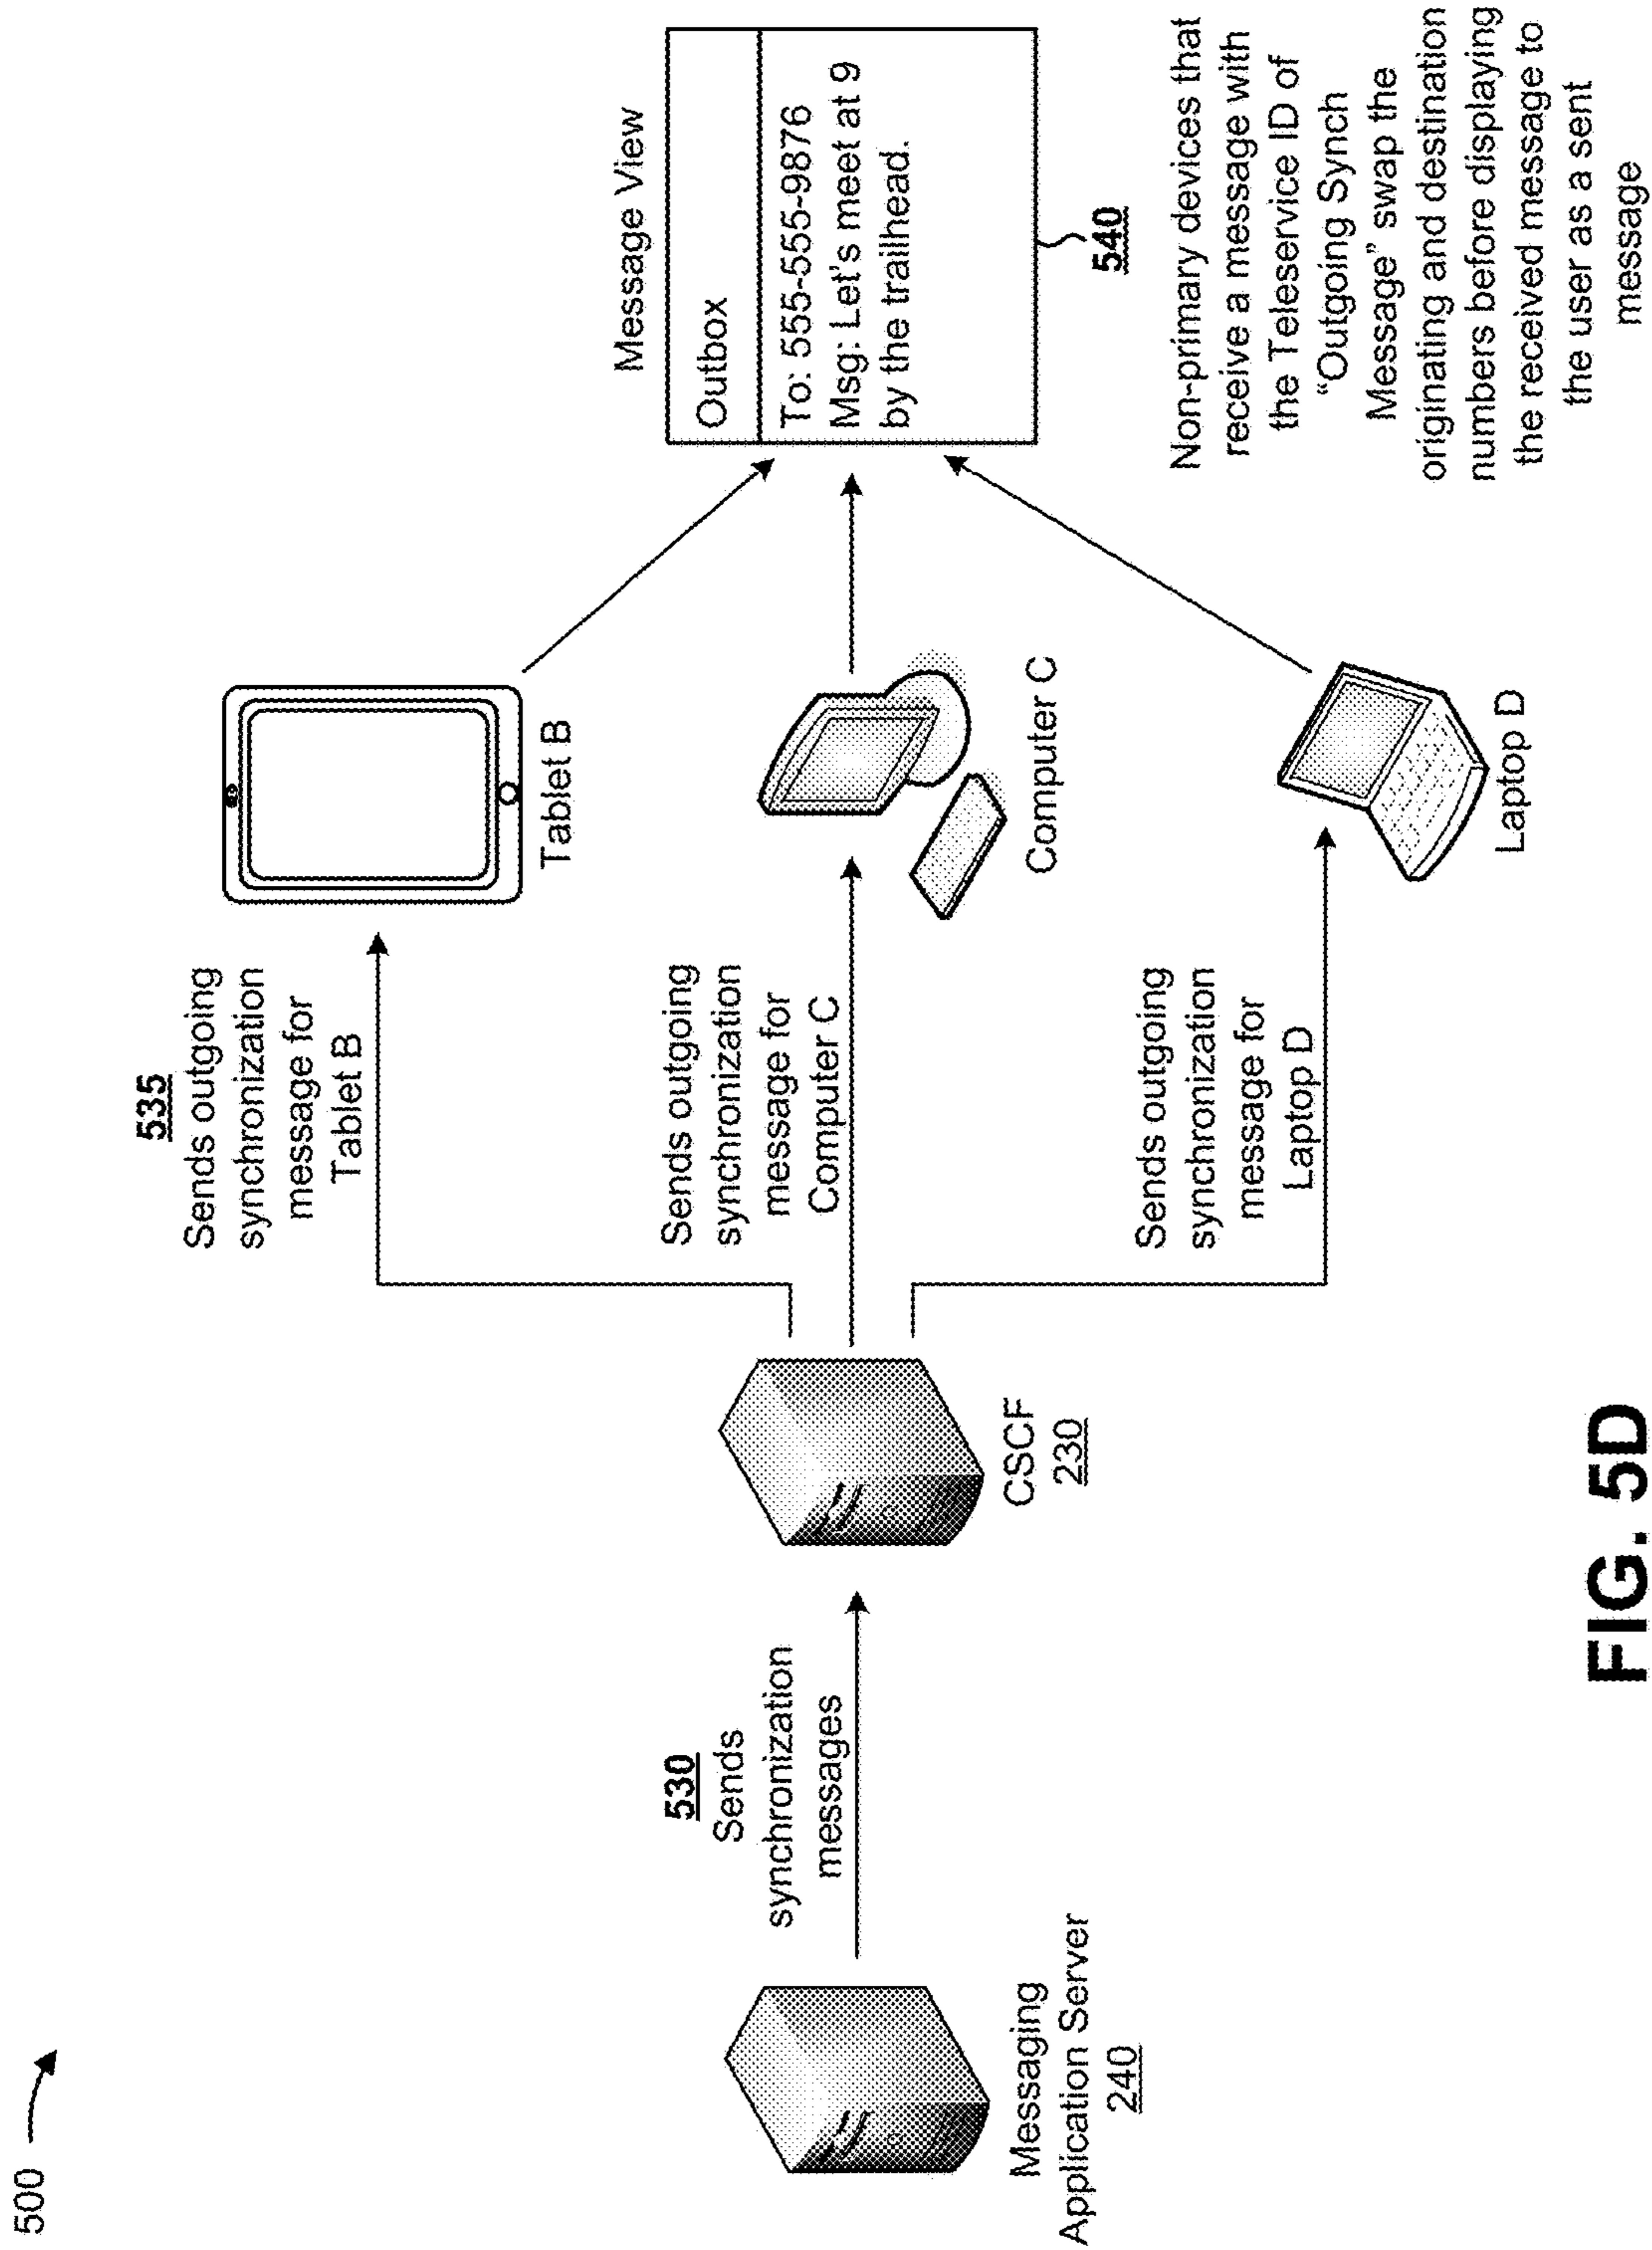 500
530
Sends
synchronization
messages
Messaging
Application Server
240
CSCF
230
535
Sends outgoing
synchronization
message for
Tablet B
Sends outgoing
synchronization
message for
Computer C
Sends outgoing
synchronization
message for
Laptop D
Tablet B
Computer C
Laptop D
Message View
Outbox
To: 555-555-9876
Msg: Let's meet at 9
by the trailhead.
540
Non-primary devices that
receive a message with
the Teleservice ID of
“Outgoing Synch
Message” swap the
originating and destination
numbers before displaying
the received message to
the user as a sent
message
FIG. 5D